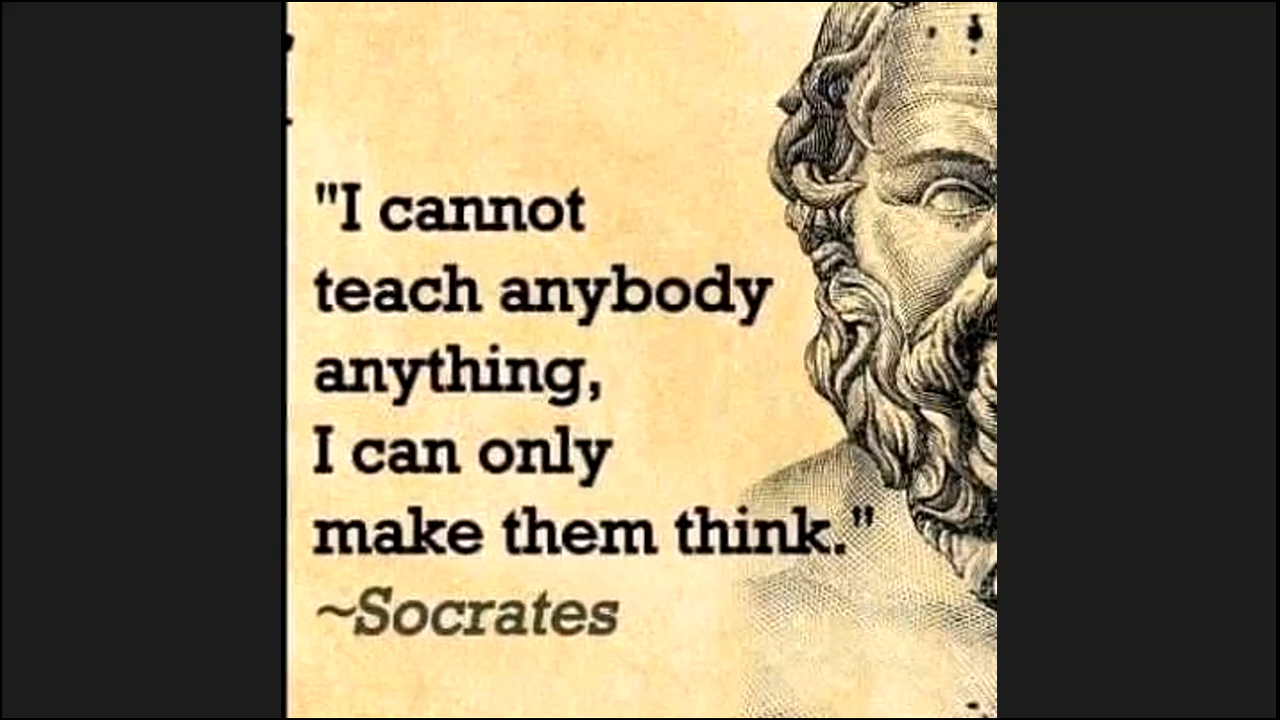 "I cannot
teach anybody
anything,
I can only
make them think."
~Socrates